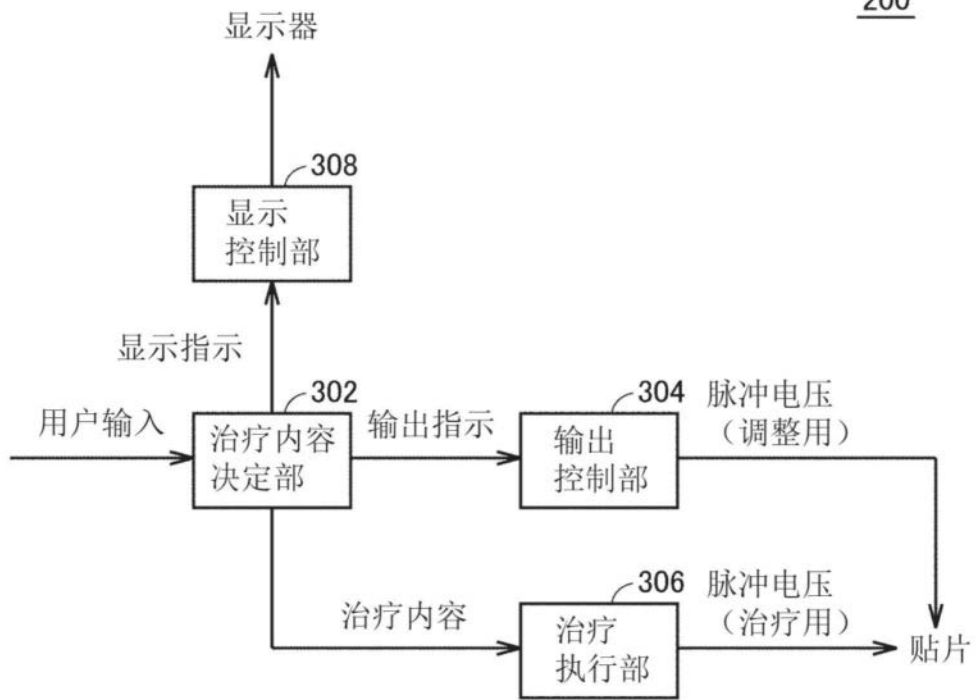 200
显示器
308
显示
控制部
显示指示
302
304
脉冲电压
用户输入
治疗内容
决定部
输出指示
输出
控制部
（调整用）
306
脉冲电压
治疗内容
治疗
执行部
（治疗用）
贴片